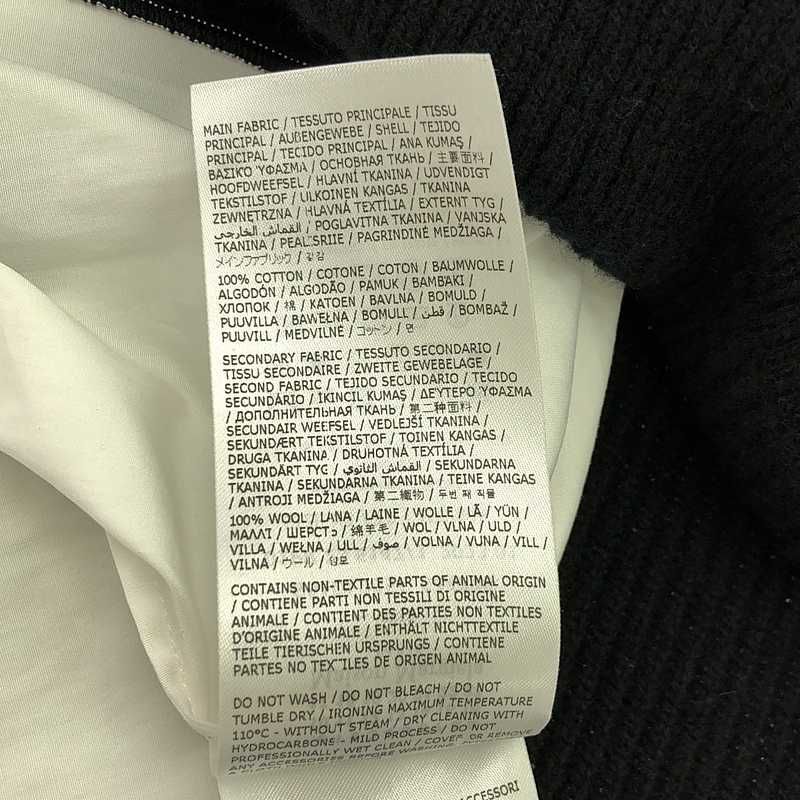 MAIN FABRIC / TESSUTO PRINCIPALE / TISSU
PRINCIPAL / AUßENGEWEBE / SHELL / TEJIDO
PRINCIPAL / TECIDO PRINCIPAL / ANA KUMAŞ /
ΒΑΣΙΚΟ ΎΦΑΣΜΑ / ОСНОВНАЯ ТКАНЬ / 主要面料 /
HOOFDWEEFSEL / HLAVNÍ TKANINA / UDVENDIGT
TEKSTILSTOF / ULKOINEN KANGAS / TKANINA
ZEWNĘTRZNA / HLAVNÁ TEXTÍLIA / EXTERNT TYG /
القماش الخارجي / POGLAVITNA TKANINA / VANJSKA
TKANINA / PEALSRIIE / PAGRINDINĖ MEDŽIAGA /
メインファブリック / 겉감
100% COTTON / COTONE / COTON / BAUMWOLLE /
ALGODÓN / ALGODÃO / PAMUK / ΒΑΜΒΑΚΙ /
ХЛОПОК / 棉 / KATOEN / BAVLNA / BOMULD /
PUUVILLA / BAWEŁNA / BOMULL / قطن / BOMBAŽ /
PUUVILL / MEDVILNĖ / コットン / 면
SECONDARY FABRIC / TESSUTO SECONDARIO /
TISSU SECONDAIRE / ZWEITE GEWEBELAGE /
SECOND FABRIC / TEJIDO SECUNDARIO / TECIDO
SECUNDÁRIO / İKINCIL KUMAŞ / ΔΕΥΤΕΡΟ ΎΦΑΣΜΑ
/ ДОПОЛНИТЕЛЬНАЯ ТКАНЬ / 第二种面料 /
SECUNDAIR WEEFSEL / VEDLEJŠÍ TKANINA /
SEKUNDÆRT TEKSTILSTOF / TOINEN KANGAS /
DRUGA TKANINA / DRUHOTNÁ TEXTÍLIA /
SEKUNDÄRT TYG / القماش الثانوي / SEKUNDARNA
TKANINA / SEKUNDARNA TKANINA / TEINE KANGAS
/ ANTROJI MEDŽIAGA / 第二織物 / 두번 째 직물
100% WOOL / LANA / LAINE / WOLLE / LÃ / YÜN /
ΜΑΛΛΙ / ШЕРСТЬ / 绵羊毛 / WOL / VLNA / ULD /
VILLA / WEŁNA / ULL / صوف / VOLNA / VUNA / VILL /
VILNA / ウール / 양모
CONTAINS NON-TEXTILE PARTS OF ANIMAL ORIGIN
/ CONTIENE PARTI NON TESSILI DI ORIGINE
ANIMALE / CONTIENT DES PARTIES NON TEXTILES
D'ORIGINE ANIMALE / ENTHÄLT NICHTTEXTILE
TEILE TIERISCHEN URSPRUNGS / CONTIENE
PARTES NO TEXTILES DE ORIGEN ANIMAL
DO NOT WASH / DO NOT BLEACH / DO NOT
TUMBLE DRY / IRONING MAXIMUM TEMPERATURE
110°C - WITHOUT STEAM / DRY CLEANING WITH
HYDROCARBONS - MILD PROCESS / DO NOT
PROFESSIONALLY WET CLEAN / COVER OR REMOVE
ANY ACCESSORIES BEFORE WASHING
ACCESSORI